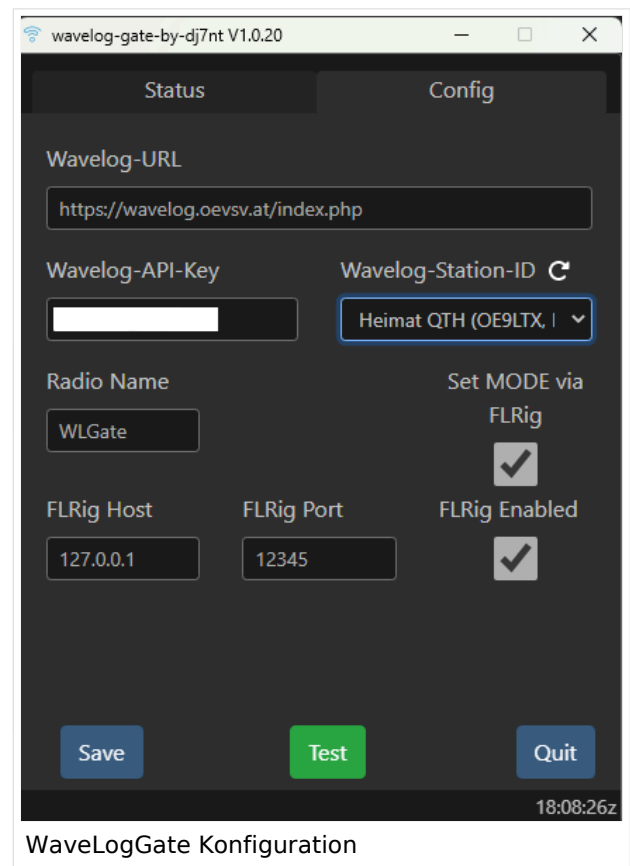 wavelog-gate-by-dj7nt V1.0.20
Status Config
Wavelog-URL
https://wavelog.oevsv.at/index.php
Wavelog-API-Key Wavelog-Station-ID
Heimat QTH (OE9LTX,
Radio Name Set MODE via
FLRig
WLGate
FLRig Host FLRig Port FLRig Enabled
127.0.0.1 12345
Save Test Quit
18:08:26z
WaveLogGate Konfiguration